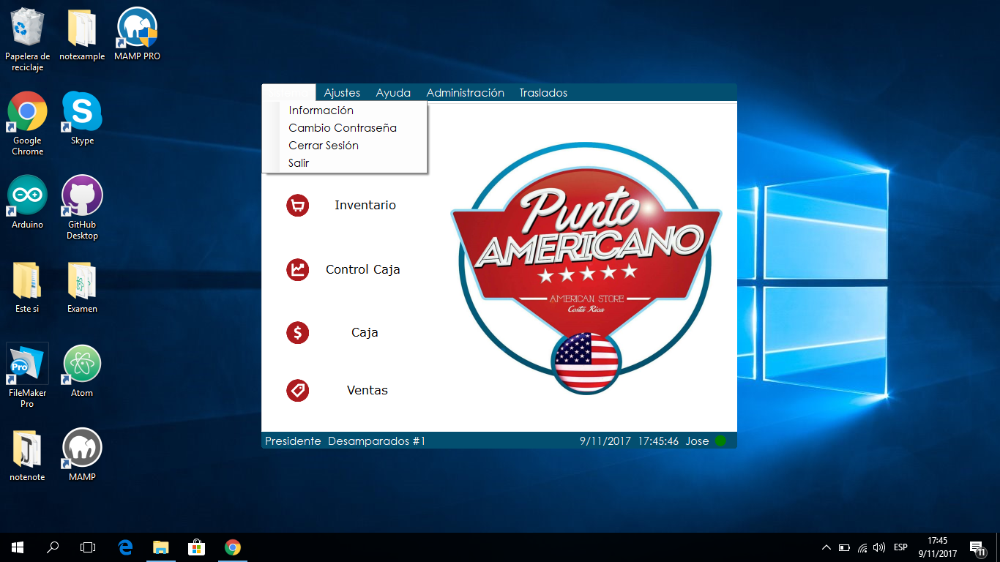 Papelera de
reciclaje
notexample
MAMP PRO
Google
Chrome
Skype
Arduino
GitHub
Desktop
Este si
Examen
Pro
FileMaker
Pro
Atom
notenote
MAMP
Ajustes Ayuda Administración Traslados
Información
Cambio Contraseña
Cerrar Sesión
Salir
Inventario
Control Caja
Caja
Ventas
Punto
AMERICANO
AMERICAN STORE
Costa Rica
Presidente Desamparados #1 9/11/2017 17:45:46 Jose
ESP
17:45
9/11/2017
11